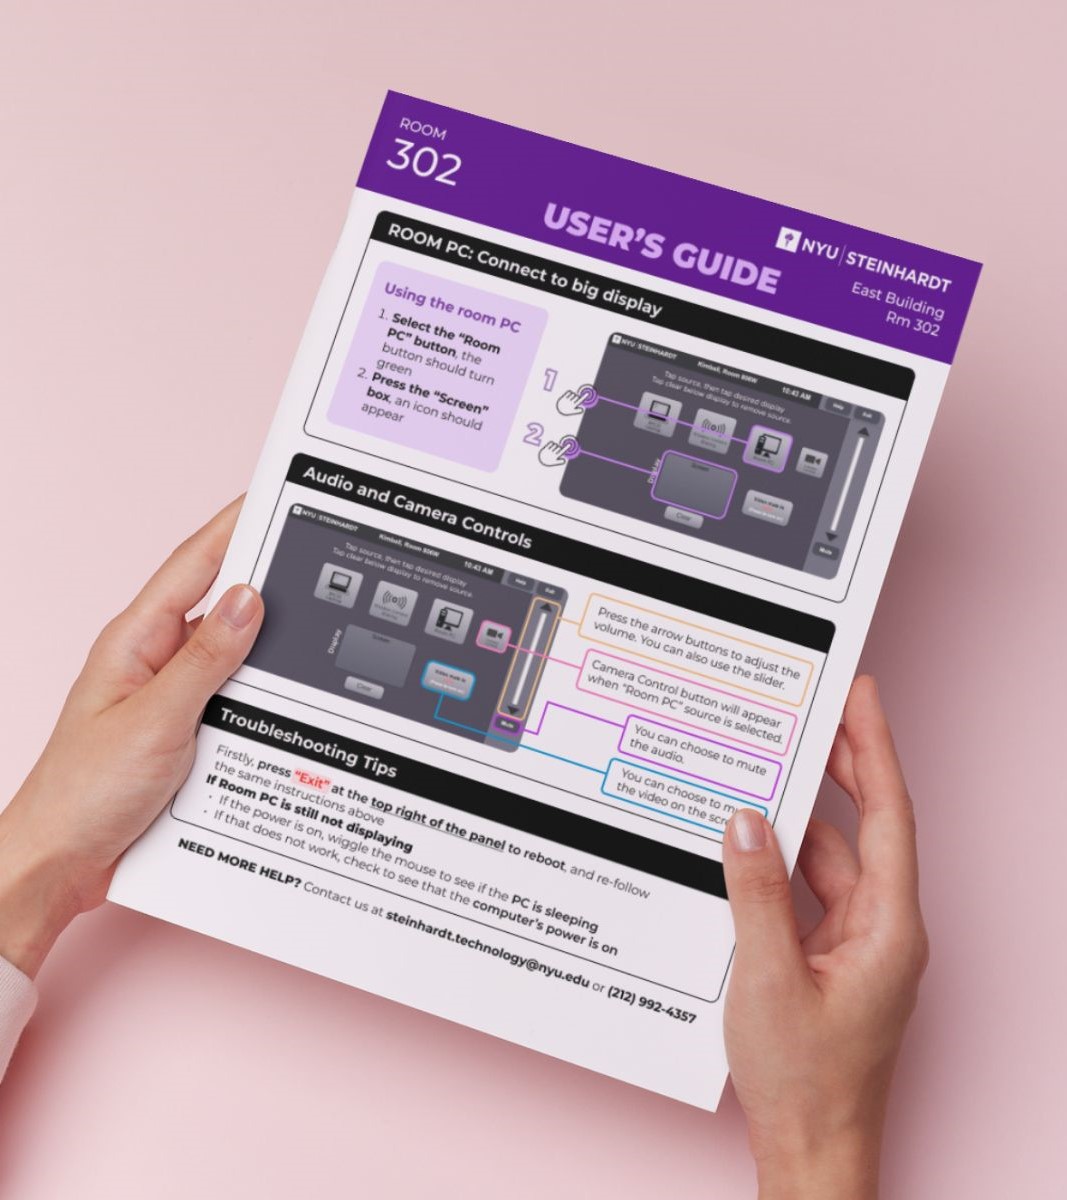 ROOM
302
USER'S GUIDE
NYU STEINHARDT
East Building
Rm 302
ROOM PC: Connect to big display
Using the room PC
1. Select the “Room
PC” button, the
button should turn
green
2. Press the “Screen”
box, an icon should
appear
1
2
NYU STEINHARDT
Kimball, Room 806W
10:43 AM
Help
Exit
Tap source, then tap desired display
Tap clear below display to remove source.
Display
Screen
Clear
Mute
Audio and Camera Controls
NYU STEINHARDT
Kimball, Room 806W
10:43 AM
Help
Exit
Tap source, then tap desired display
Tap clear below display to remove source.
Display
Screen
Clear
Mute
Press the arrow buttons to adjust the
volume. You can also use the slider.
Camera Control button will appear
when “Room PC” source is selected.
You can choose to mute
the audio.
You can choose to
the video on the
Troubleshooting Tips
Firstly, press “Exit” at the top right of the panel to reboot, and re-follow
the same instructions above
If Room PC is still not displaying
• If the power is on, wiggle the mouse to see if the PC is sleeping
• If that does not work, check to see that the computer's power is on
NEED MORE HELP? Contact us at steinhardt.technology@nyu.edu or (212) 992-4357